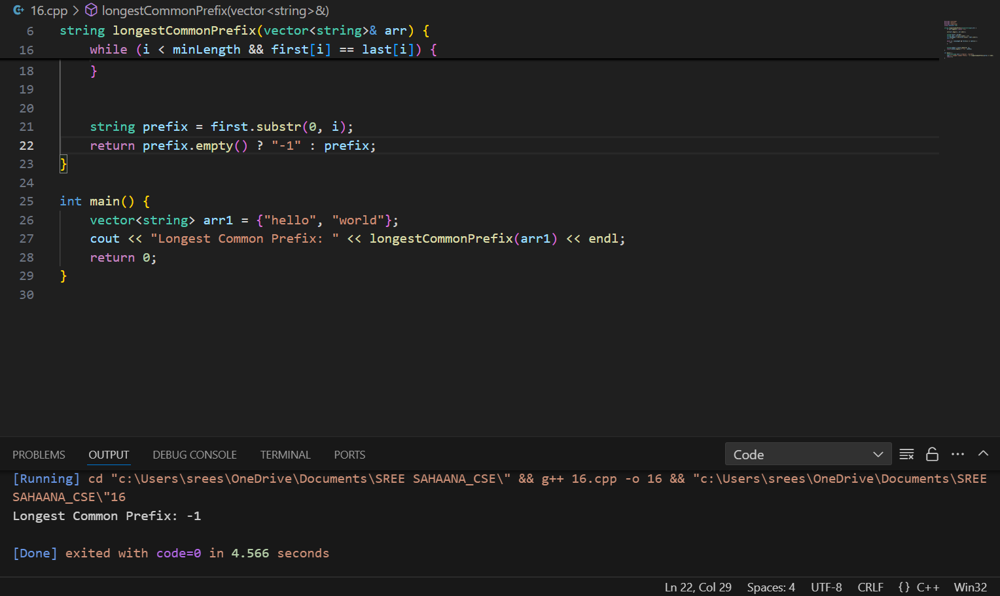 16.cpp > longestCommonPrefix(vector<string>&)
6 string longestCommonPrefix(vector<string>& arr) {
16 while (i < minLength && first[i] == last[i]) {
18 }
19
20
21 string prefix = first.substr(0, i);
22 return prefix.empty() ? "-1" : prefix;
23 }
24
25 int main() {
26 vector<string> arr1 = {"hello", "world"};
27 cout << "Longest Common Prefix: " << longestCommonPrefix(arr1) << endl;
28 return 0;
29 }
30
PROBLEMS OUTPUT DEBUG CONSOLE TERMINAL PORTS Code
[Running] cd "c:\Users\srees\OneDrive\Documents\SREE SAHAANA_CSE\" && g++ 16.cpp -o 16 && "c:\Users\srees\OneDrive\Documents\SREE
SAHAANA_CSE\"16
Longest Common Prefix: -1
[Done] exited with code=0 in 4.566 seconds
Ln 22, Col 29 Spaces: 4 UTF-8 CRLF {} C++ Win32